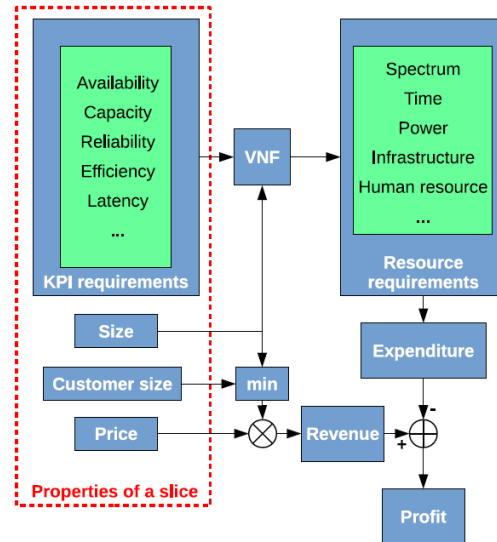 Availability
Capacity
Reliability
Efficiency
Latency
...
KPI requirements
VNF
Spectrum
Time
Power
Infrastructure
Human resource
...
Resource
requirements
Size
Customer size
min
Expenditure
Price
Revenue
-
+
Properties of a slice
Profit